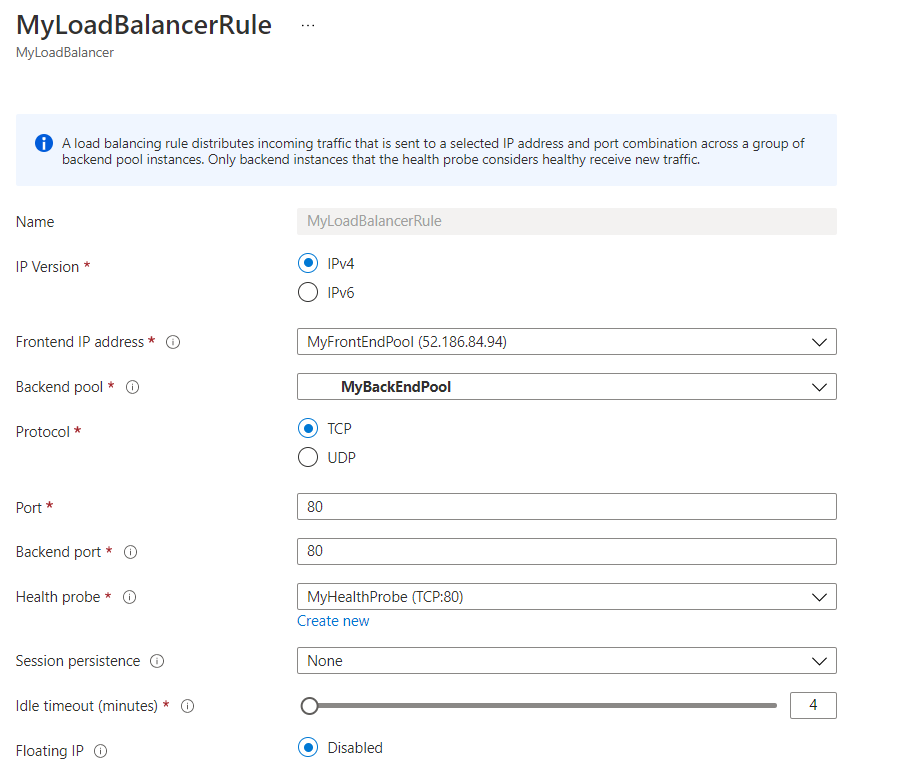 MyLoadBalancerRule ...
MyLoadBalancer
A load balancing rule distributes incoming traffic that is sent to a selected IP address and port combination across a group of
backend pool instances. Only backend instances that the health probe considers healthy receive new traffic.
Name MyLoadBalancerRule
IP Version * IPv4
IPv6
Frontend IP address * MyFrontEndPool (52.186.84.94)
Backend pool * MyBackEndPool
Protocol * TCP
UDP
Port * 80
Backend port * 80
Health probe * MyHealthProbe (TCP:80)
Create new
Session persistence None
Idle timeout (minutes) * 4
Floating IP Disabled